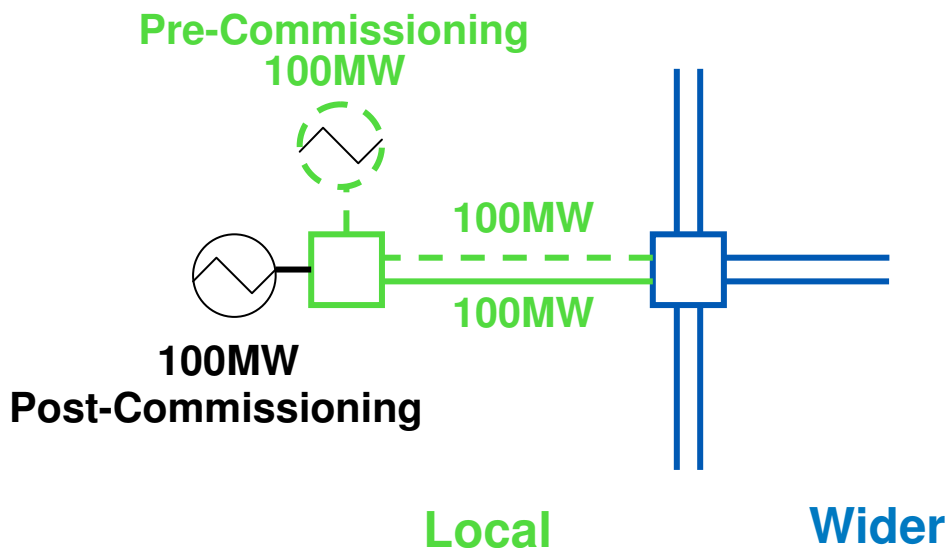 Pre-Commissioning
100MW
100MW
100MW
100MW
Post-Commissioning
Local
Wider